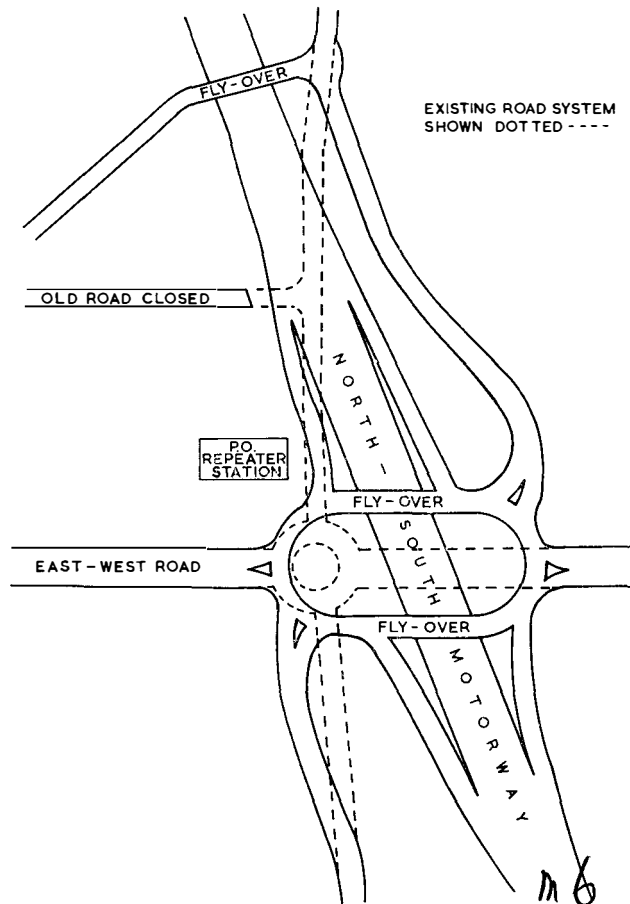 FLY-OVER
EXISTING ROAD SYSTEM
SHOWN DOTTED ----
OLD ROAD CLOSED
NORTH-SOUTH MOTORWAY
P.O.
REPEATER
STATION
FLY-OVER
EAST-WEST ROAD
FLY-OVER
M 6